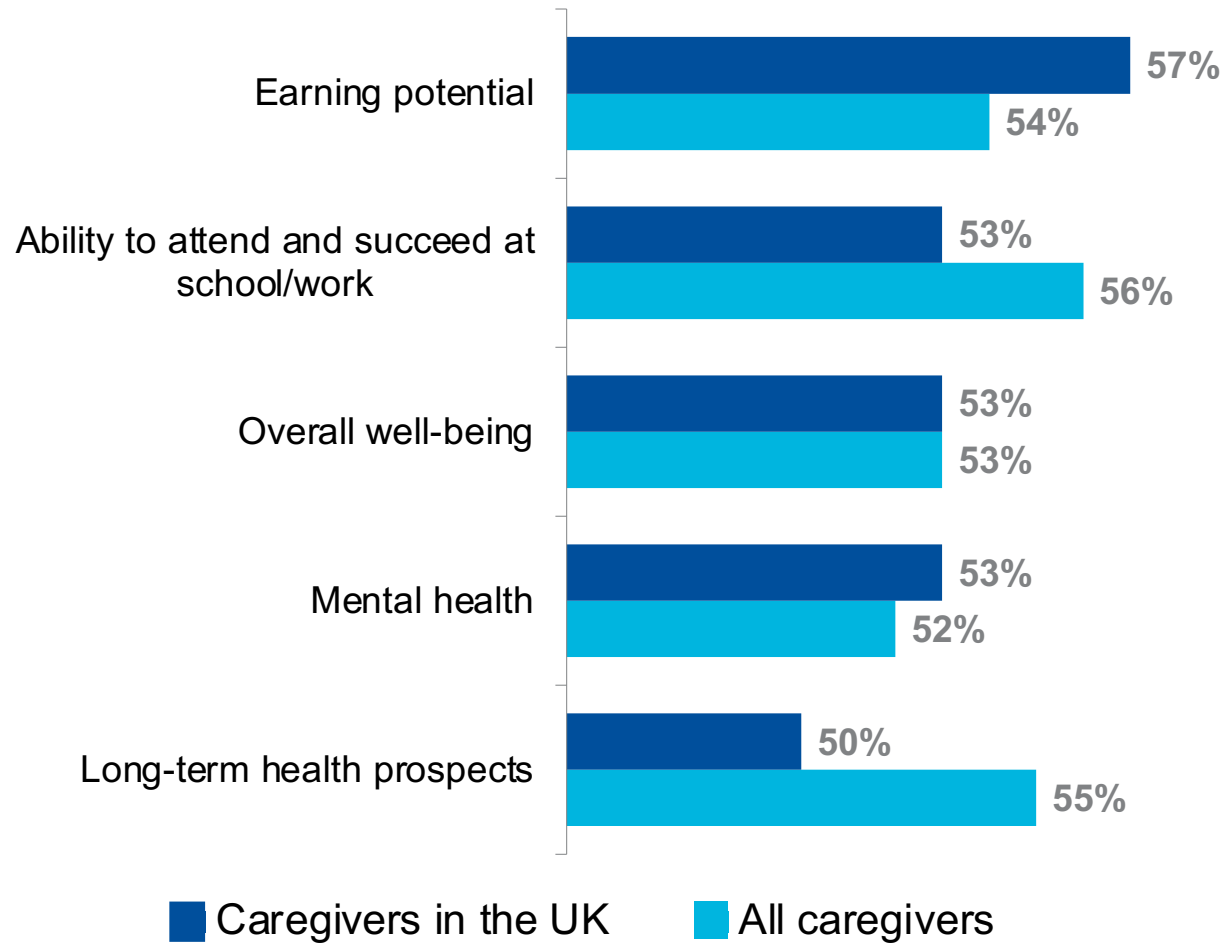 Earning potential
57%
54%
Ability to attend and succeed at
school/work
53%
56%
Overall well-being
53%
53%
Mental health
53%
52%
Long-term health prospects
50%
55%
Caregivers in the UK
All caregivers